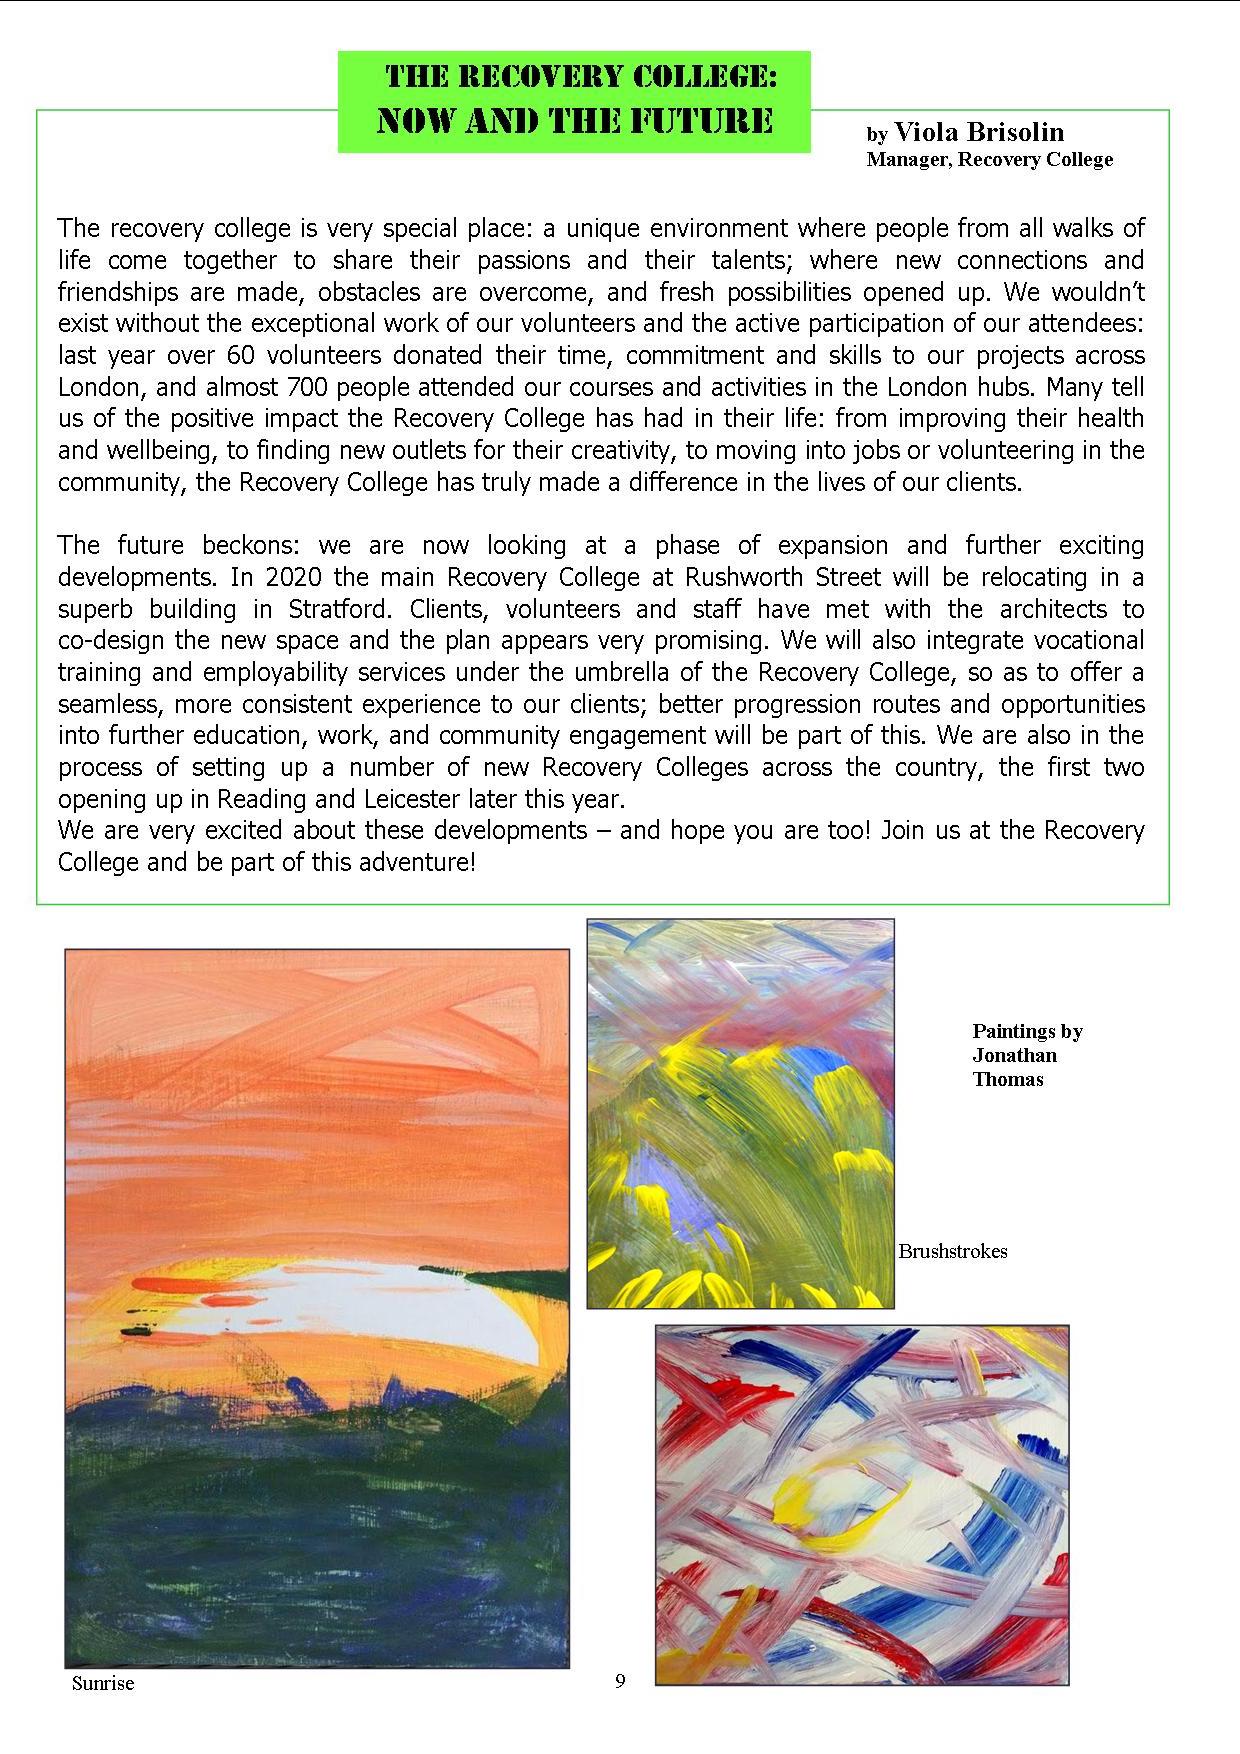 THE RECOVERY COLLEGE:
NOW AND THE FUTURE
by Viola Brisolin
Manager, Recovery College
The recovery college is very special place: a unique environment where people from all walks of
life come together to share their passions and their talents; where new connections and
friendships are made, obstacles are overcome, and fresh possibilities opened up. We wouldn’t
exist without the exceptional work of our volunteers and the active participation of our attendees:
last year over 60 volunteers donated their time, commitment and skills to our projects across
London, and almost 700 people attended our courses and activities in the London hubs. Many tell
us of the positive impact the Recovery College has had in their life: from improving their health
and wellbeing, to finding new outlets for their creativity, to moving into jobs or volunteering in the
community, the Recovery College has truly made a difference in the lives of our clients.
The future beckons: we are now looking at a phase of expansion and further exciting
developments. In 2020 the main Recovery College at Rushworth Street will be relocating in a
superb building in Stratford. Clients, volunteers and staff have met with the architects to
co-design the new space and the plan appears very promising. We will also integrate vocational
training and employability services under the umbrella of the Recovery College, so as to offer a
seamless, more consistent experience to our clients; better progression routes and opportunities
into further education, work, and community engagement will be part of this. We are also in the
process of setting up a number of new Recovery Colleges across the country, the first two
opening up in Reading and Leicester later this year.
We are very excited about these developments – and hope you are too! Join us at the Recovery
College and be part of this adventure!
Paintings by
Jonathan
Thomas
Brushstrokes
Sunrise
9